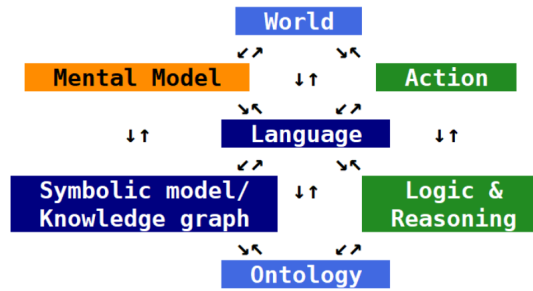 World
↙↗ ↘↖
Mental Model ↓↑ Action
↘↖ ↙↗
↓↑ Language ↓↑
↙↗ ↘↖
Symbolic model/ ↓↑ Logic &
Knowledge graph Reasoning
↘↖ ↙↗
Ontology